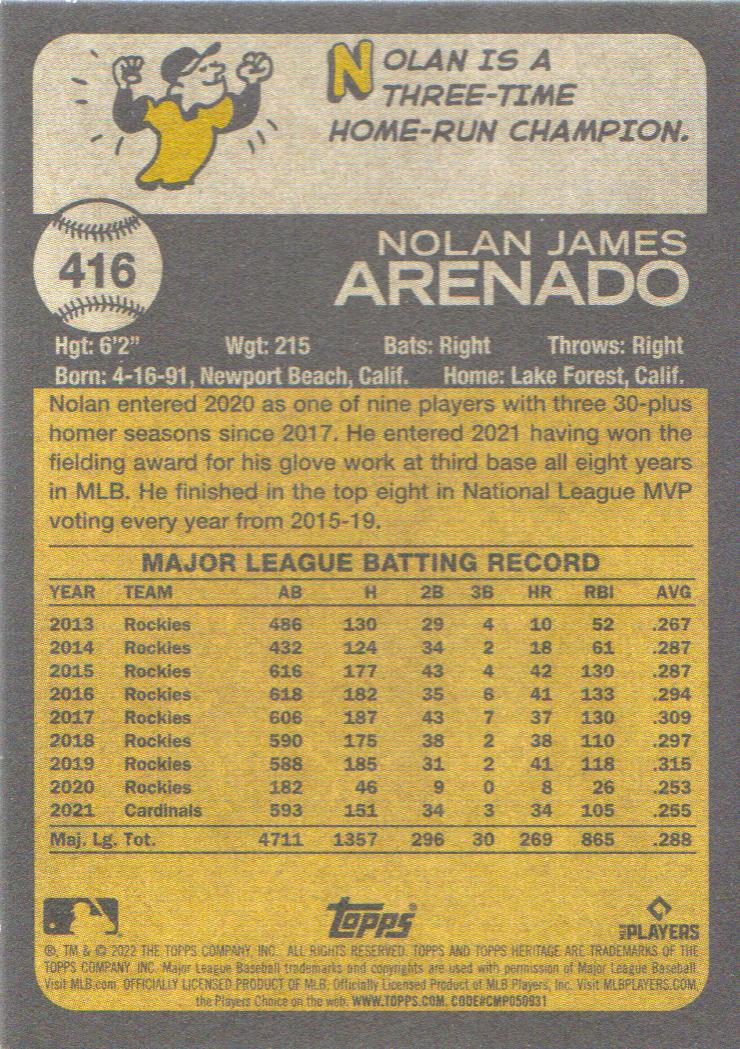 NOLAN IS A
THREE-TIME
HOME-RUN CHAMPION.
416
NOLAN JAMES
ARENADO
Hgt: 6'2" Wgt: 215 Bats: Right Throws: Right
Born: 4-16-91, Newport Beach, Calif. Home: Lake Forest, Calif.
Nolan entered 2020 as one of nine players with three 30-plus
homer seasons since 2017. He entered 2021 having won the
fielding award for his glove work at third base all eight years
in MLB. He finished in the top eight in National League MVP
voting every year from 2015-19.
MAJOR LEAGUE BATTING RECORD
YEAR TEAM AB H 2B 3B HR RBI AVG
2013 Rockies 486 130 29 4 10 52 .267
2014 Rockies 432 124 34 2 18 61 .287
2015 Rockies 616 177 43 4 42 130 .287
2016 Rockies 618 182 35 6 41 133 .294
2017 Rockies 606 187 43 7 37 130 .309
2018 Rockies 590 175 38 2 38 110 .297
2019 Rockies 588 185 31 2 41 118 .315
2020 Rockies 182 46 9 0 8 26 .253
2021 Cardinals 593 151 34 3 34 105 .255
Maj. Lg. Tot. 4711 1357 296 30 269 865 .288
TOPPS®
MLB PLAYERS
®, TM & © 2022 THE TOPPS COMPANY, INC. ALL RIGHTS RESERVED. TOPPS AND TOPPS HERITAGE ARE TRADEMARKS OF THE
TOPPS COMPANY, INC. Major League Baseball trademarks and copyrights are used with permission of Major League Baseball.
Visit MLB.com. OFFICIALLY LICENSED PRODUCT OF MLB. Officially Licensed Product of MLB Players, Inc. Visit MLBPLAYERS.COM,
the Players Choice on the web. WWW.TOPPS.COM. CODE#CMP050931